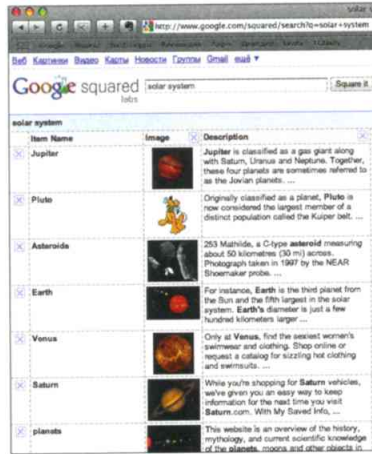 http://www.google.com/squared/search?q=solar+system
Веб Картинки Видео Карты Новости Группы Gmail ещё ▼
Google squared labs
solar system
Square it
solar system
Item Name Image Description
Jupiter
Jupiter is classified as a gas giant along
with Saturn, Uranus and Neptune. Together,
these four planets are sometimes referred to
as the Jovian planets. ...
Pluto
Originally classified as a planet, Pluto is
now considered the largest member of a
distinct population called the Kuiper belt. ...
Asteroids
253 Mathilde, a C-type asteroid measuring
about 50 kilometres (30 mi) across.
Photograph taken in 1997 by the NEAR
Shoemaker probe. ...
Earth
For instance, Earth is the third planet from
the Sun and the fifth largest in the solar
system. Earth's diameter is just a few
hundred kilometers larger ...
Venus
Only at Venus, find the sexiest women's
swimwear and clothing. Shop online or
request a catalog for sizzling hot clothing
and swimsuits. ...
Saturn
While you're shopping for Saturn vehicles,
we've given you an easy way to keep
information for the next time you visit
Saturn.com. With My Saved Info, ...
planets
This website is an overview of the history,
mythology, and current scientific knowledge
of the planets, moons and other objects in